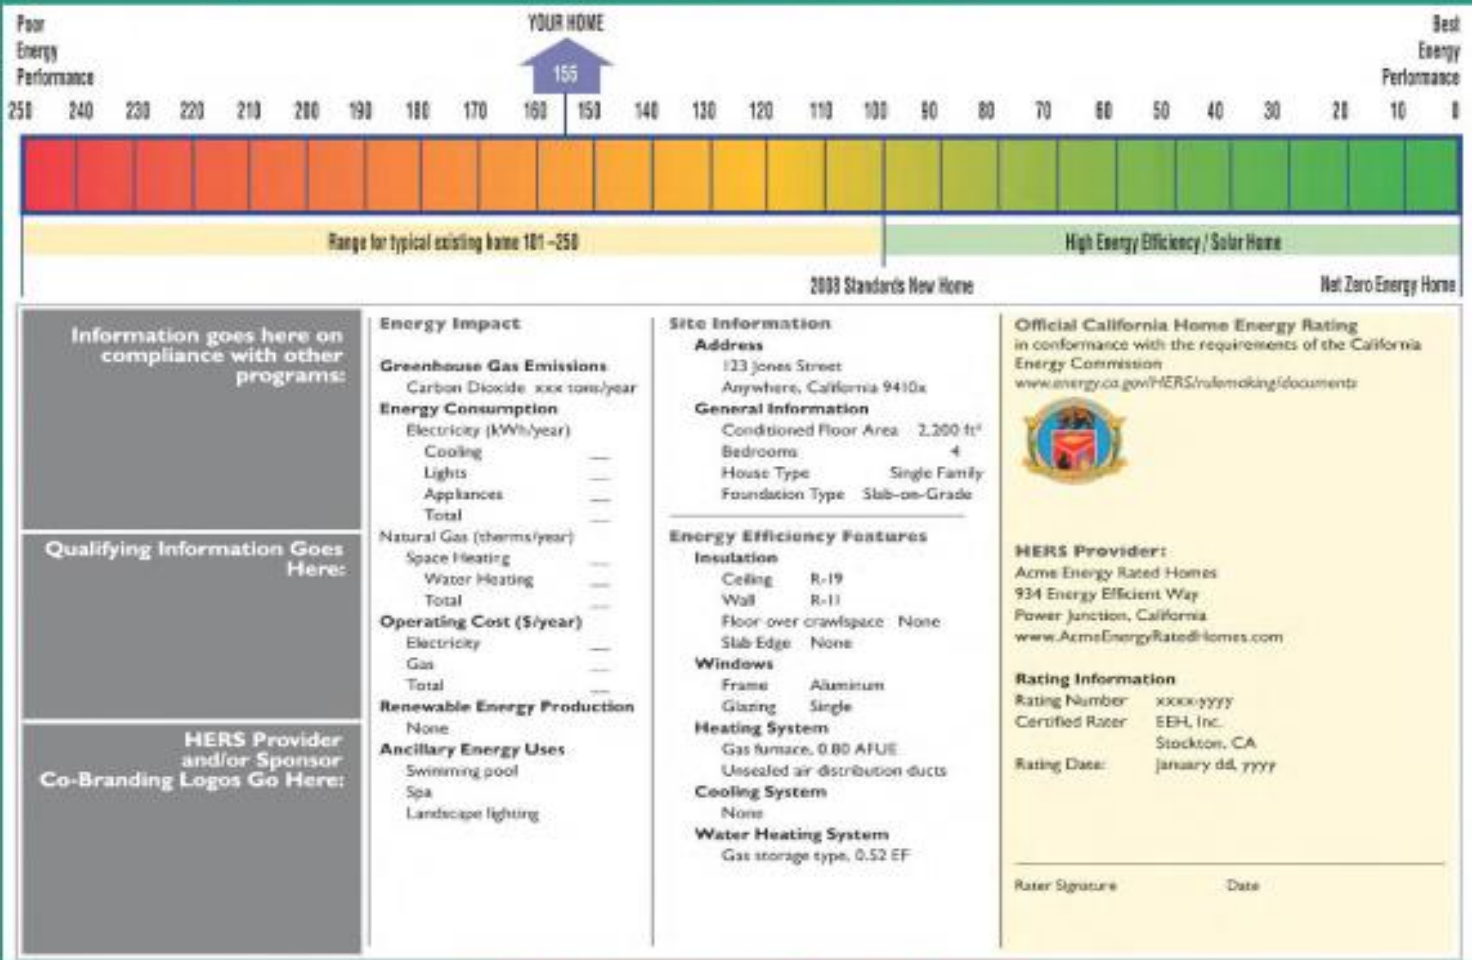 Poor
Energy
Performance
YOUR HOME
155
Best
Energy
Performance
250 240 230 220 210 200 190 180 170 160 150 140 130 120 110 100 90 80 70 60 50 40 30 20 10 0
Range for typical existing home 101–250
High Energy Efficiency / Solar Home
2008 Standards New Home
Net Zero Energy Home
Information goes here on
compliance with other
programs:
Qualifying Information Goes
Here:
HERS Provider
and/or Sponsor
Co-Branding Logos Go Here:
Energy Impact
Greenhouse Gas Emissions
Carbon Dioxide xxx tons/year
Energy Consumption
Electricity (kWh/year)
Cooling __
Lights __
Appliances __
Total __
Natural Gas (therms/year)
Space Heating __
Water Heating __
Total __
Operating Cost ($/year)
Electricity __
Gas __
Total __
Renewable Energy Production
None
Ancillary Energy Uses
Swimming pool
Spa
Landscape lighting
Site Information
Address
123 Jones Street
Anywhere, California 9410x
General Information
Conditioned Floor Area 2,200 ft²
Bedrooms 4
House Type Single Family
Foundation Type Slab-on-Grade
Energy Efficiency Features
Insulation
Ceiling R-19
Wall R-11
Floor over crawlspace None
Slab Edge None
Windows
Frame Aluminum
Glazing Single
Heating System
Gas furnace, 0.80 AFUE
Unsealed air distribution ducts
Cooling System
None
Water Heating System
Gas storage type, 0.52 EF
Official California Home Energy Rating
in conformance with the requirements of the California
Energy Commission
www.energy.ca.gov/HERS/rulemaking/documents
HERS Provider:
Acme Energy Rated Homes
934 Energy Efficient Way
Power Junction, California
www.AcmeEnergyRatedHomes.com
Rating Information
Rating Number xxxx-yyyy
Certified Rater EEH, Inc.
Stockton, CA
Rating Date: January dd, yyyy
Rater Signature Date